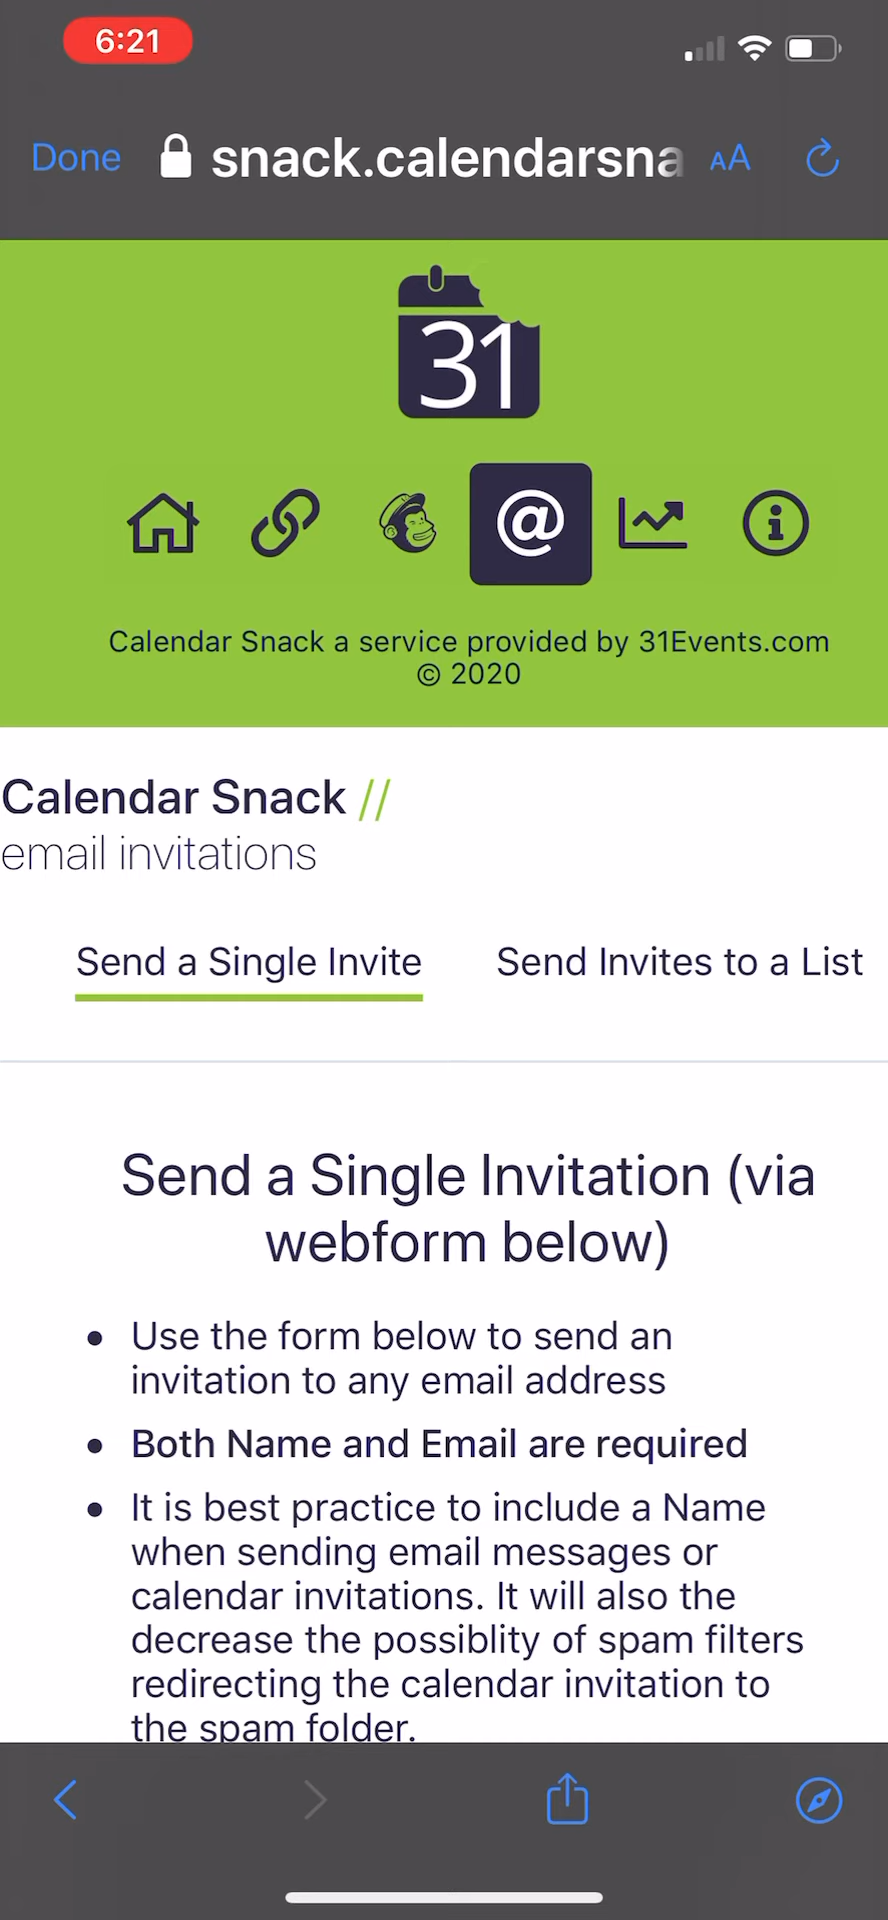 6:21
Done snack.calendarsna AA
31
@
Calendar Snack a service provided by 31Events.com
© 2020
Calendar Snack //
email invitations
Send a Single Invite Send Invites to a List
Send a Single Invitation (via
webform below)
• Use the form below to send an
invitation to any email address
• Both Name and Email are required
• It is best practice to include a Name
when sending email messages or
calendar invitations. It will also the
decrease the possiblity of spam filters
redirecting the calendar invitation to
the spam folder.